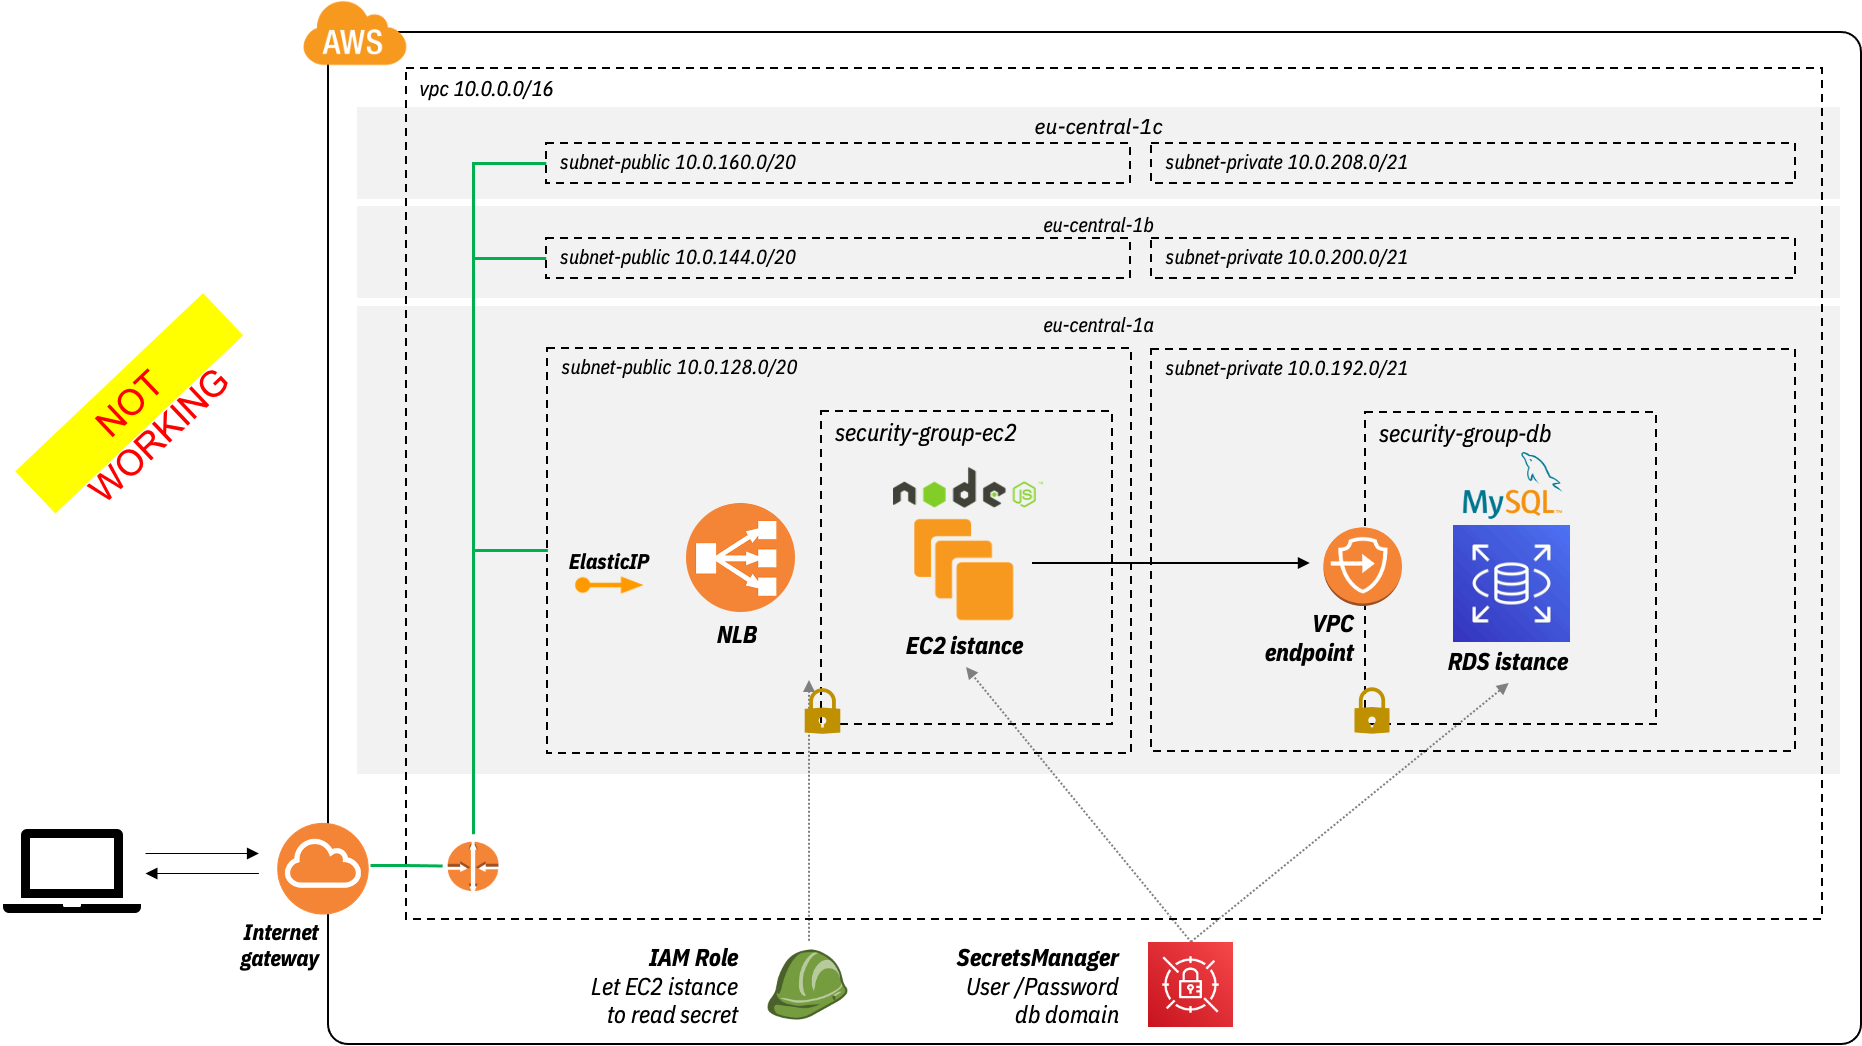 AWS
vpc 10.0.0.0/16
eu-central-1c
subnet-public 10.0.160.0/20
subnet-private 10.0.208.0/21
eu-central-1b
subnet-public 10.0.144.0/20
subnet-private 10.0.200.0/21
eu-central-1a
subnet-public 10.0.128.0/20
subnet-private 10.0.192.0/21
NOT
WORKING
security-group-ec2
security-group-db
node
JS
MySQL™
ElasticIP
NLB
EC2 istance
VPC
endpoint
RDS istance
Internet
gateway
IAM Role
Let EC2 istance
to read secret
SecretsManager
User /Password
db domain